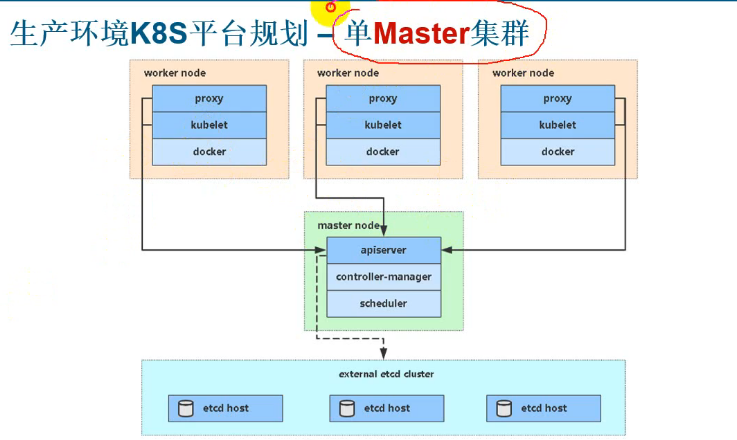 生产环境K8S平台规划 – 单Master集群
worker node
proxy
kubelet
docker
worker node
proxy
kubelet
docker
worker node
proxy
kubelet
docker
master node
apiserver
controller-manager
scheduler
external etcd cluster
etcd host
etcd host
etcd host